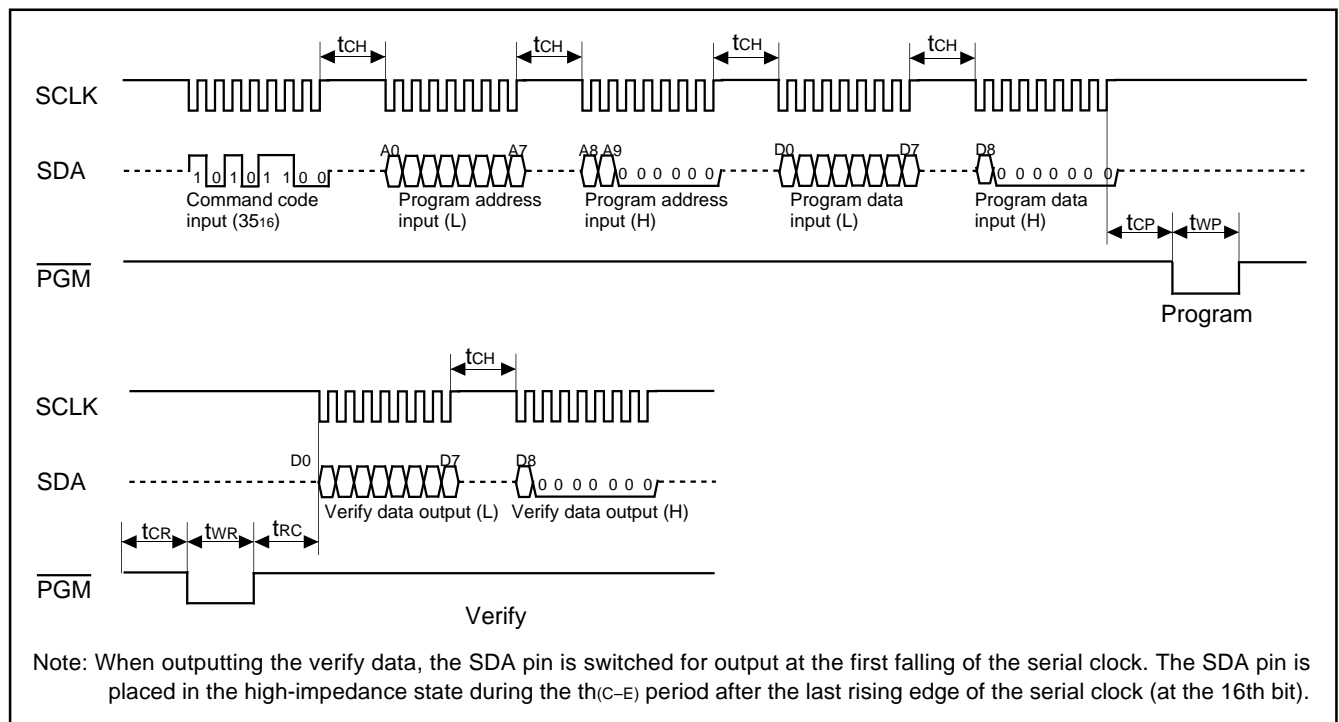 tCH tCH tCH tCH
SCLK
A0 A7 A8 A9 D0 D7 D8
SDA
1 0 1 0 1 1 0 0 0 0 0 0 0 0 0 0 0 0 0 0 0
Command code input (3516)
Program address input (L)
Program address input (H)
Program data input (L)
Program data input (H)
tCP tWP
PGM
Program
tCH
SCLK
D0 D7 D8
SDA
0 0 0 0 0 0 0
Verify data output (L) Verify data output (H)
tCR tWR tRC
PGM
Verify
Note: When outputting the verify data, the SDA pin is switched for output at the first falling of the serial clock. The SDA pin is
placed in the high-impedance state during the th(C–E) period after the last rising edge of the serial clock (at the 16th bit).